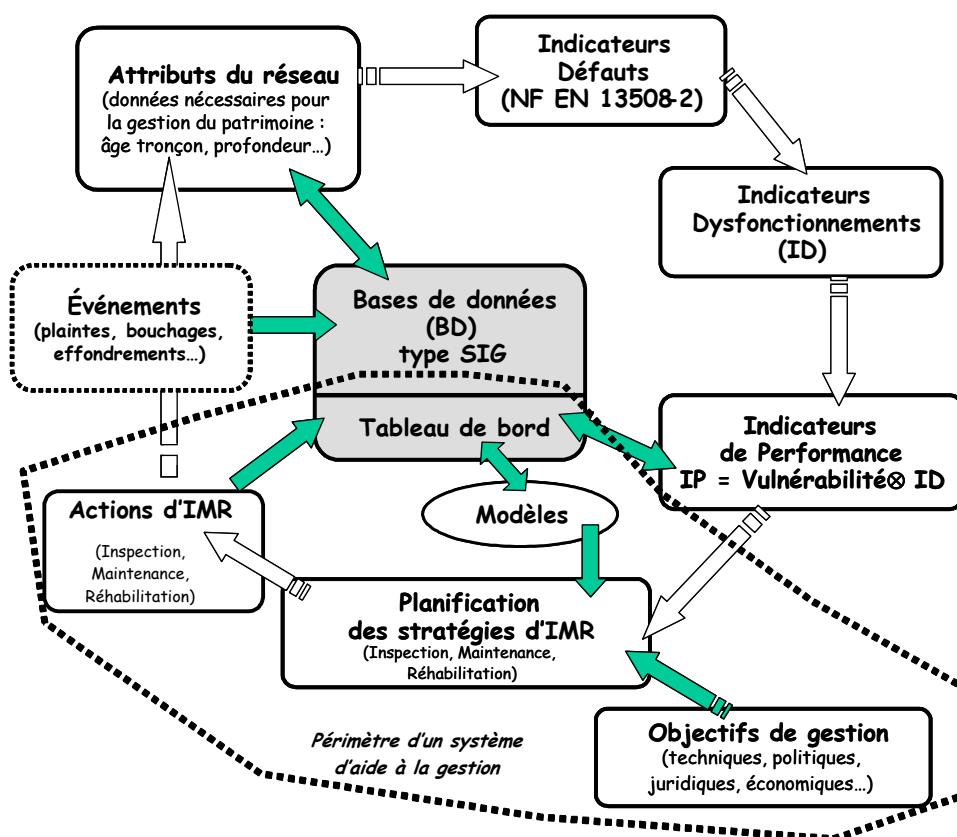 Attributs du réseau
(données nécessaires pour
la gestion du patrimoine :
âge tronçon, profondeur…)
Indicateurs
Défauts
(NF EN 13508-2)
Indicateurs
Dysfonctionnements
(ID)
Événements
(plaintes, bouchages,
effondrements…)
Bases de données
(BD)
type SIG
Tableau de bord
Indicateurs
de Performance
IP = Vulnérabilité⊗ ID
Actions d'IMR
(Inspection,
Maintenance,
Réhabilitation)
Modèles
Planification
des stratégies d'IMR
(Inspection, Maintenance,
Réhabilitation)
Objectifs de gestion
(techniques, politiques,
juridiques, économiques…)
Périmètre d'un système
d'aide à la gestion